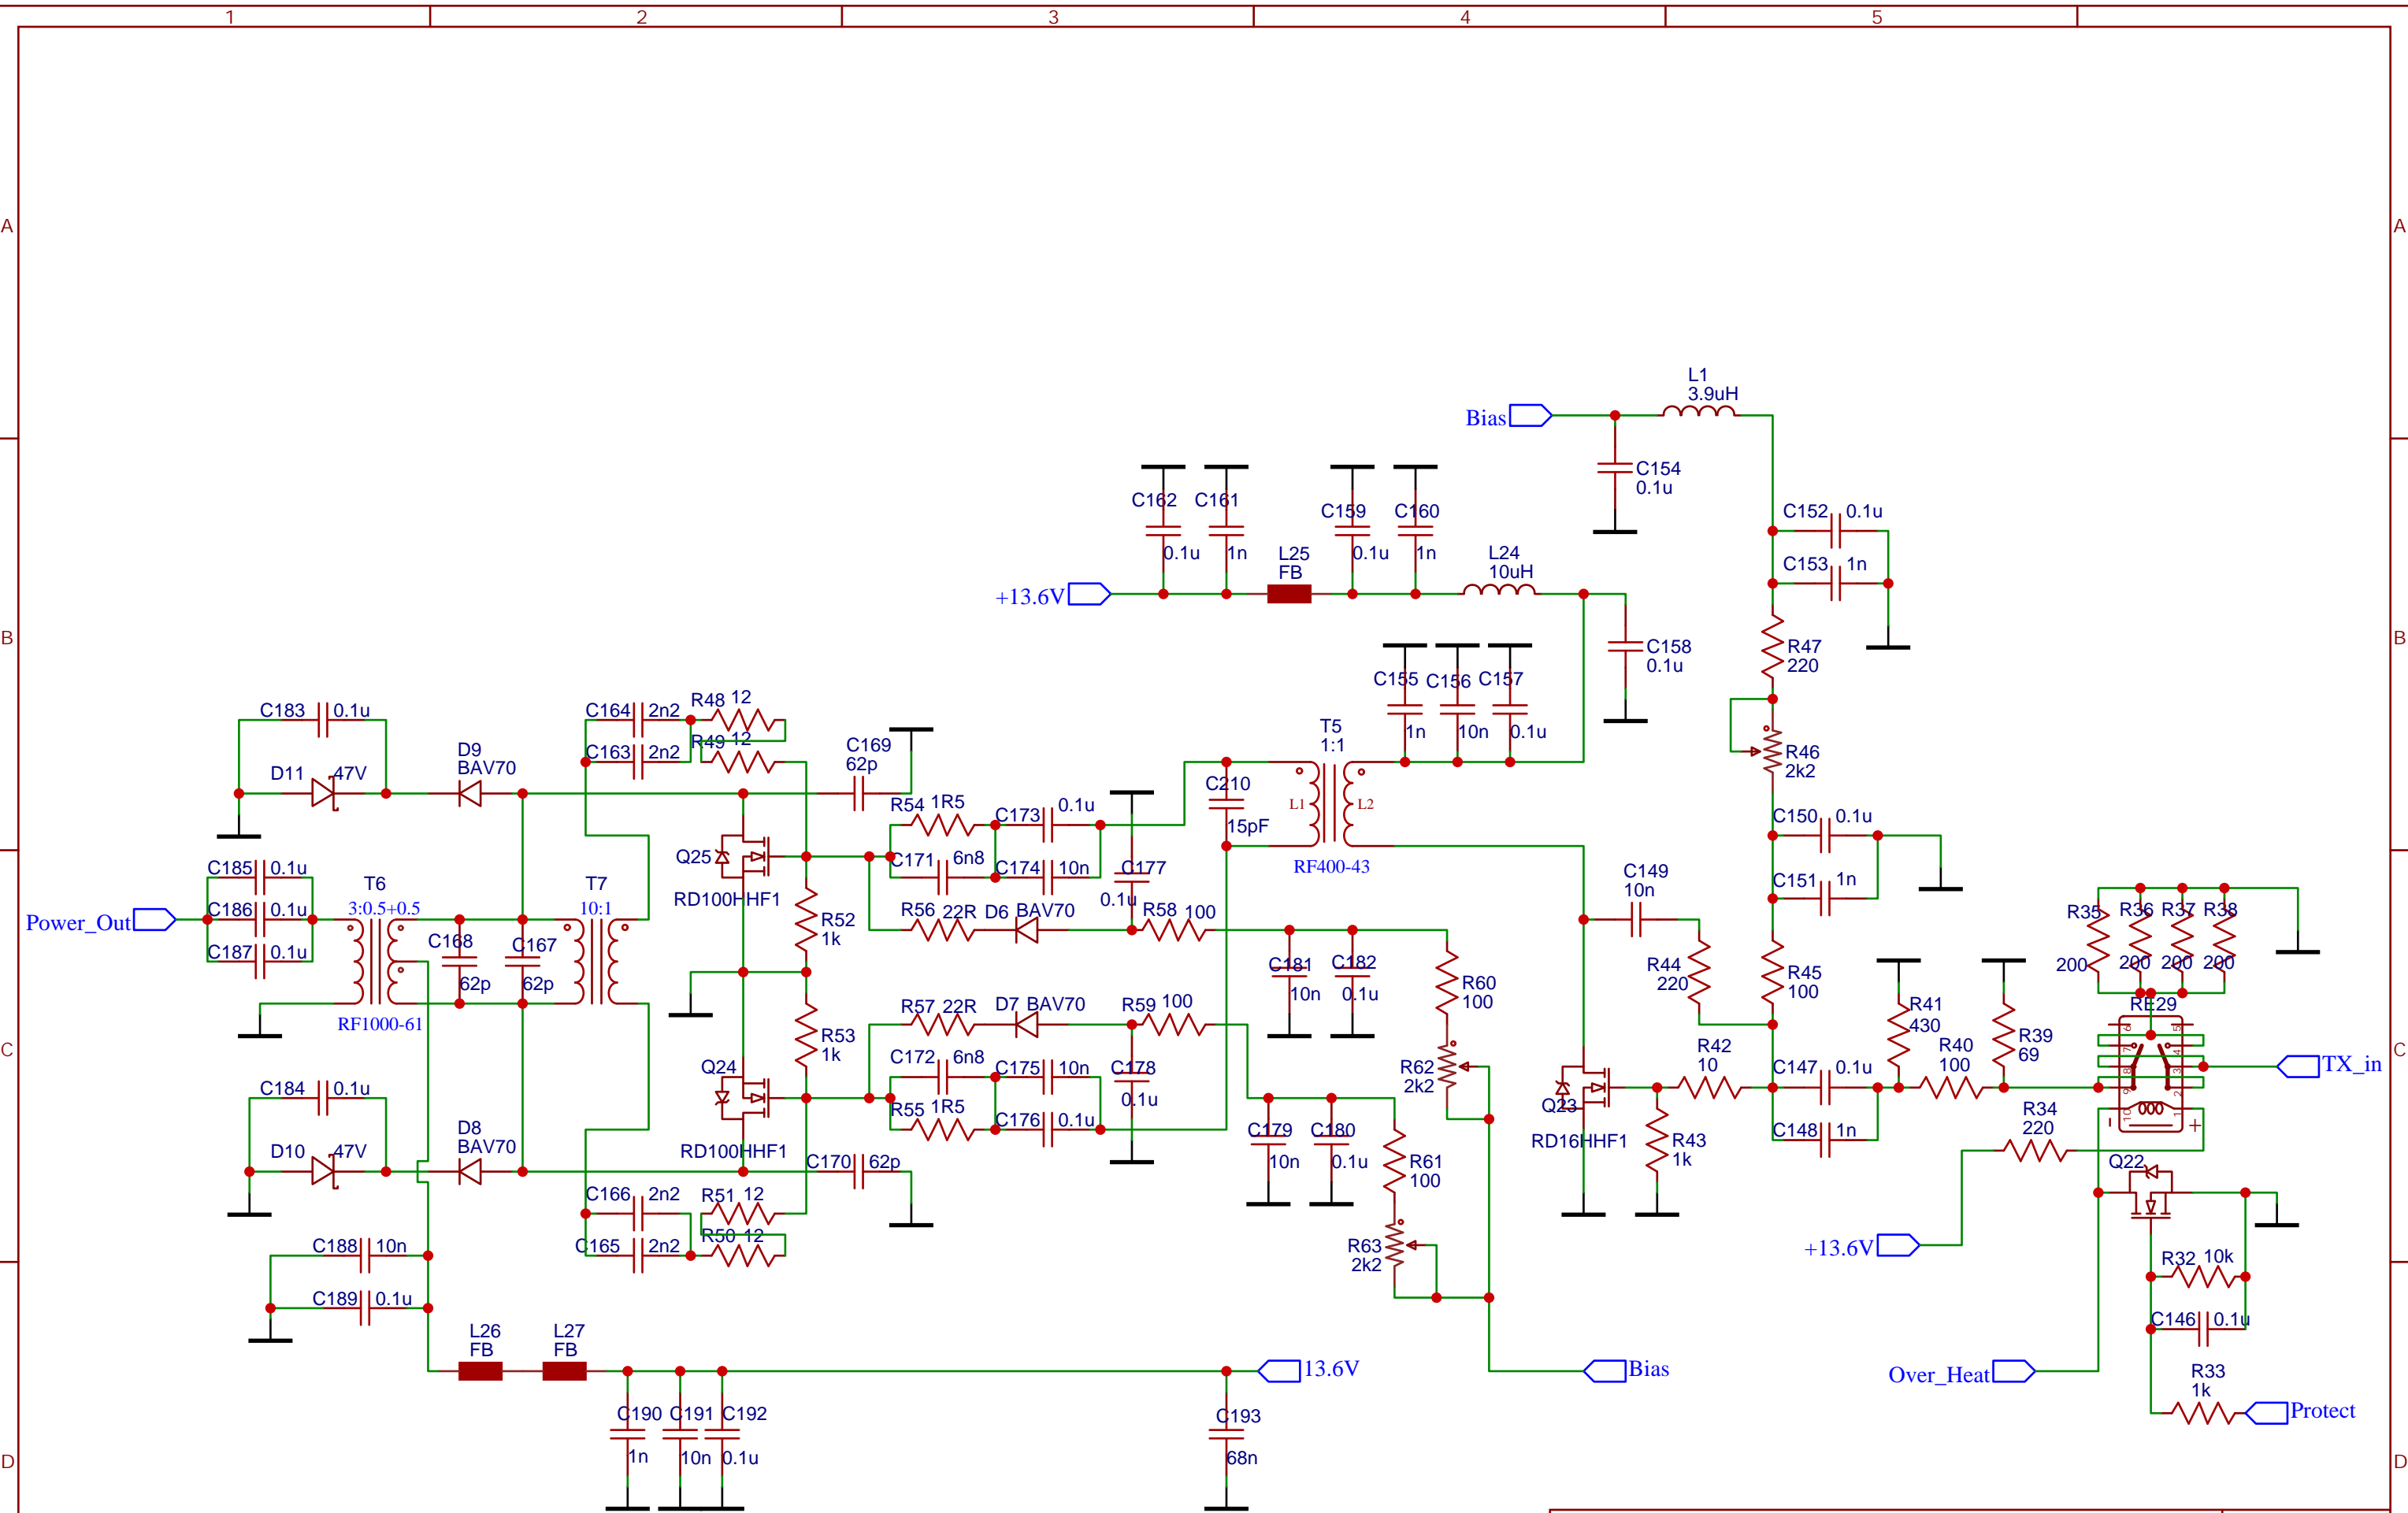 1 2 3 4 5
A A
L1
3.9uH
Bias
B B
C154
0.1u
C162 C161 C159 C160
0.1u 1n 0.1u 1n
L25
FB
L24
10uH
+13.6V
C152 0.1u
C153 1n
C158
0.1u
R47
220
C155 C156 C157
1n 10n 0.1u
R46
2k2
T5
1:1
L1 L2
RF400-43
C210
15pF
C183 0.1u
D11 47V
D9
BAV70
C164 2n2 R48 12
C163 2n2 R49 12
C169
62p
C150 0.1u
C151 1n
Q25
RD100HHF1
R54 1R5
C173 0.1u
C171 6n8
C174 10n
C177
0.1u
R56 22R D6 BAV70 R58 100
C149
10n
C185 0.1u
C186 0.1u
C187 0.1u
Power_Out
T6
3:0.5+0.5
RF1000-61
C168
62p
C167
62p
T7
10:1
R52
1k
R53
1k
C181 C182
10n 0.1u
R60
100
R44
220
R45
100
R35 R36 R37 R38
200 200 200 200
RE29
6 5
7 4
8 3
9 2
10 1
- +
R41
430
R39
69
R40
100
TX_in
C C
R57 22R D7 BAV70 R59 100
C172 6n8
C175 10n
C178
0.1u
R55 1R5
C176 0.1u
Q24
RD100HHF1
R62
2k2
Q23
RD16HHF1
R42
10
C147 0.1u
C148 1n
R43
1k
R34
220
Q22
C184 0.1u
D10 47V
D8
BAV70
C170 62p
C166 2n2 R51 12
C165 2n2 R50 12
C179 C180
10n 0.1u
R61
100
R63
2k2
+13.6V
R32 10k
C146 0.1u
C188 10n
C189 0.1u
L26
FB
L27
FB
13.6V
Bias
Over_Heat
R33
1k
Protect
C190 C191 C192
1n 10n 0.1u
C193
68n
D D